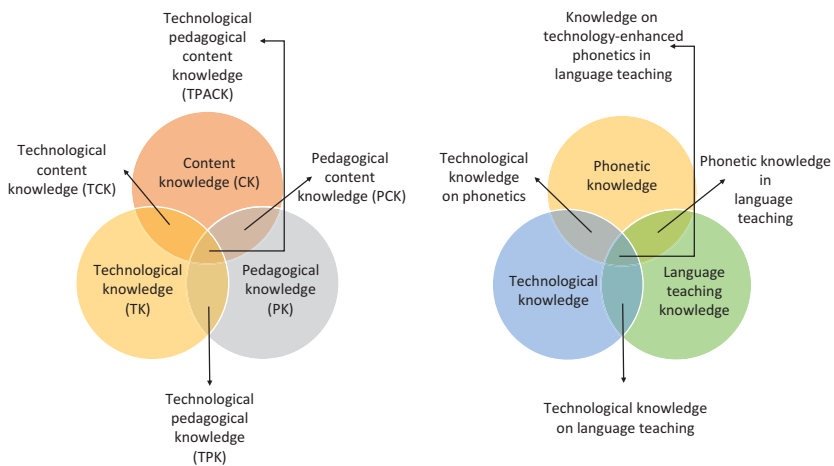 Technological
pedagogical
content
knowledge
(TPACK)
Technological
content
knowledge (TCK)
Content
knowledge (CK)
Pedagogical
content
knowledge (PCK)
Technological
knowledge
(TK)
Pedagogical
knowledge
(PK)
Technological
pedagogical
knowledge
(TPK)
Knowledge on
technology-enhanced
phonetics in
language teaching
Technological
knowledge
on phonetics
Phonetic
knowledge
Phonetic knowledge
in
language
teaching
Technological
knowledge
Language
teaching
knowledge
Technological knowledge
on language teaching